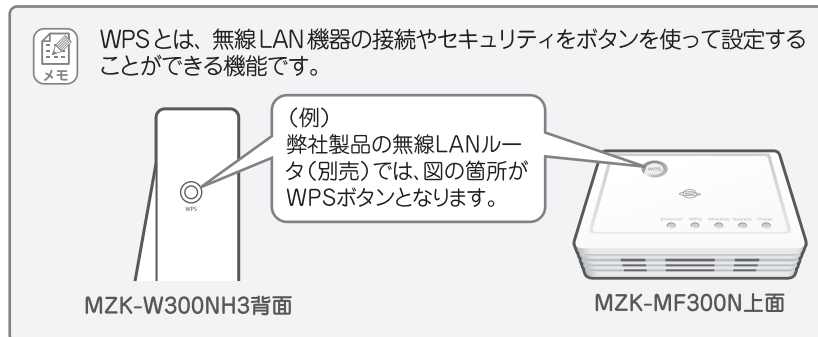 WPSとは、無線LAN機器の接続やセキュリティをボタンを使って設定する
ことができる機能です。
メモ
（例）
弊社製品の無線LANルー
タ（別売）では、図の箇所が
WPSボタンとなります。
WPS
WPS
Ethernet WPS Wireless System Power
MZK-W300NH3背面
MZK-MF300N上面